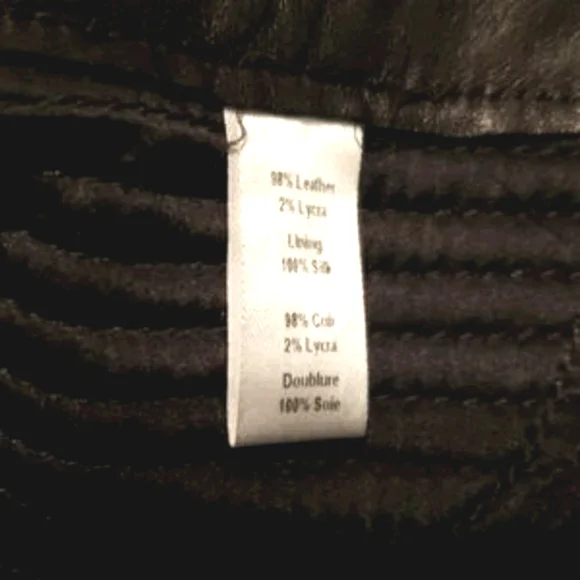 98% Leather
2% Lycra
Lining
100% Silk
98% Cuir
2% Lycra
Doublure
100% Soie